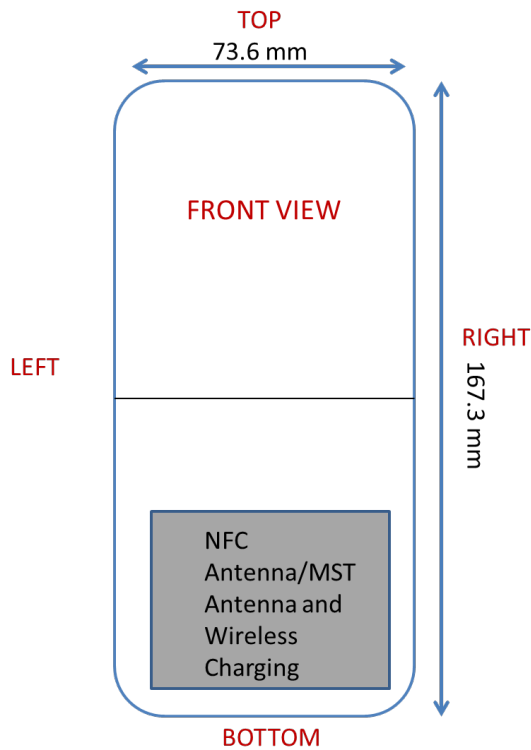 TOP
73.6 mm
FRONT VIEW
LEFT
RIGHT
167.3 mm
NFC
Antenna/MST
Antenna and
Wireless
Charging
BOTTOM